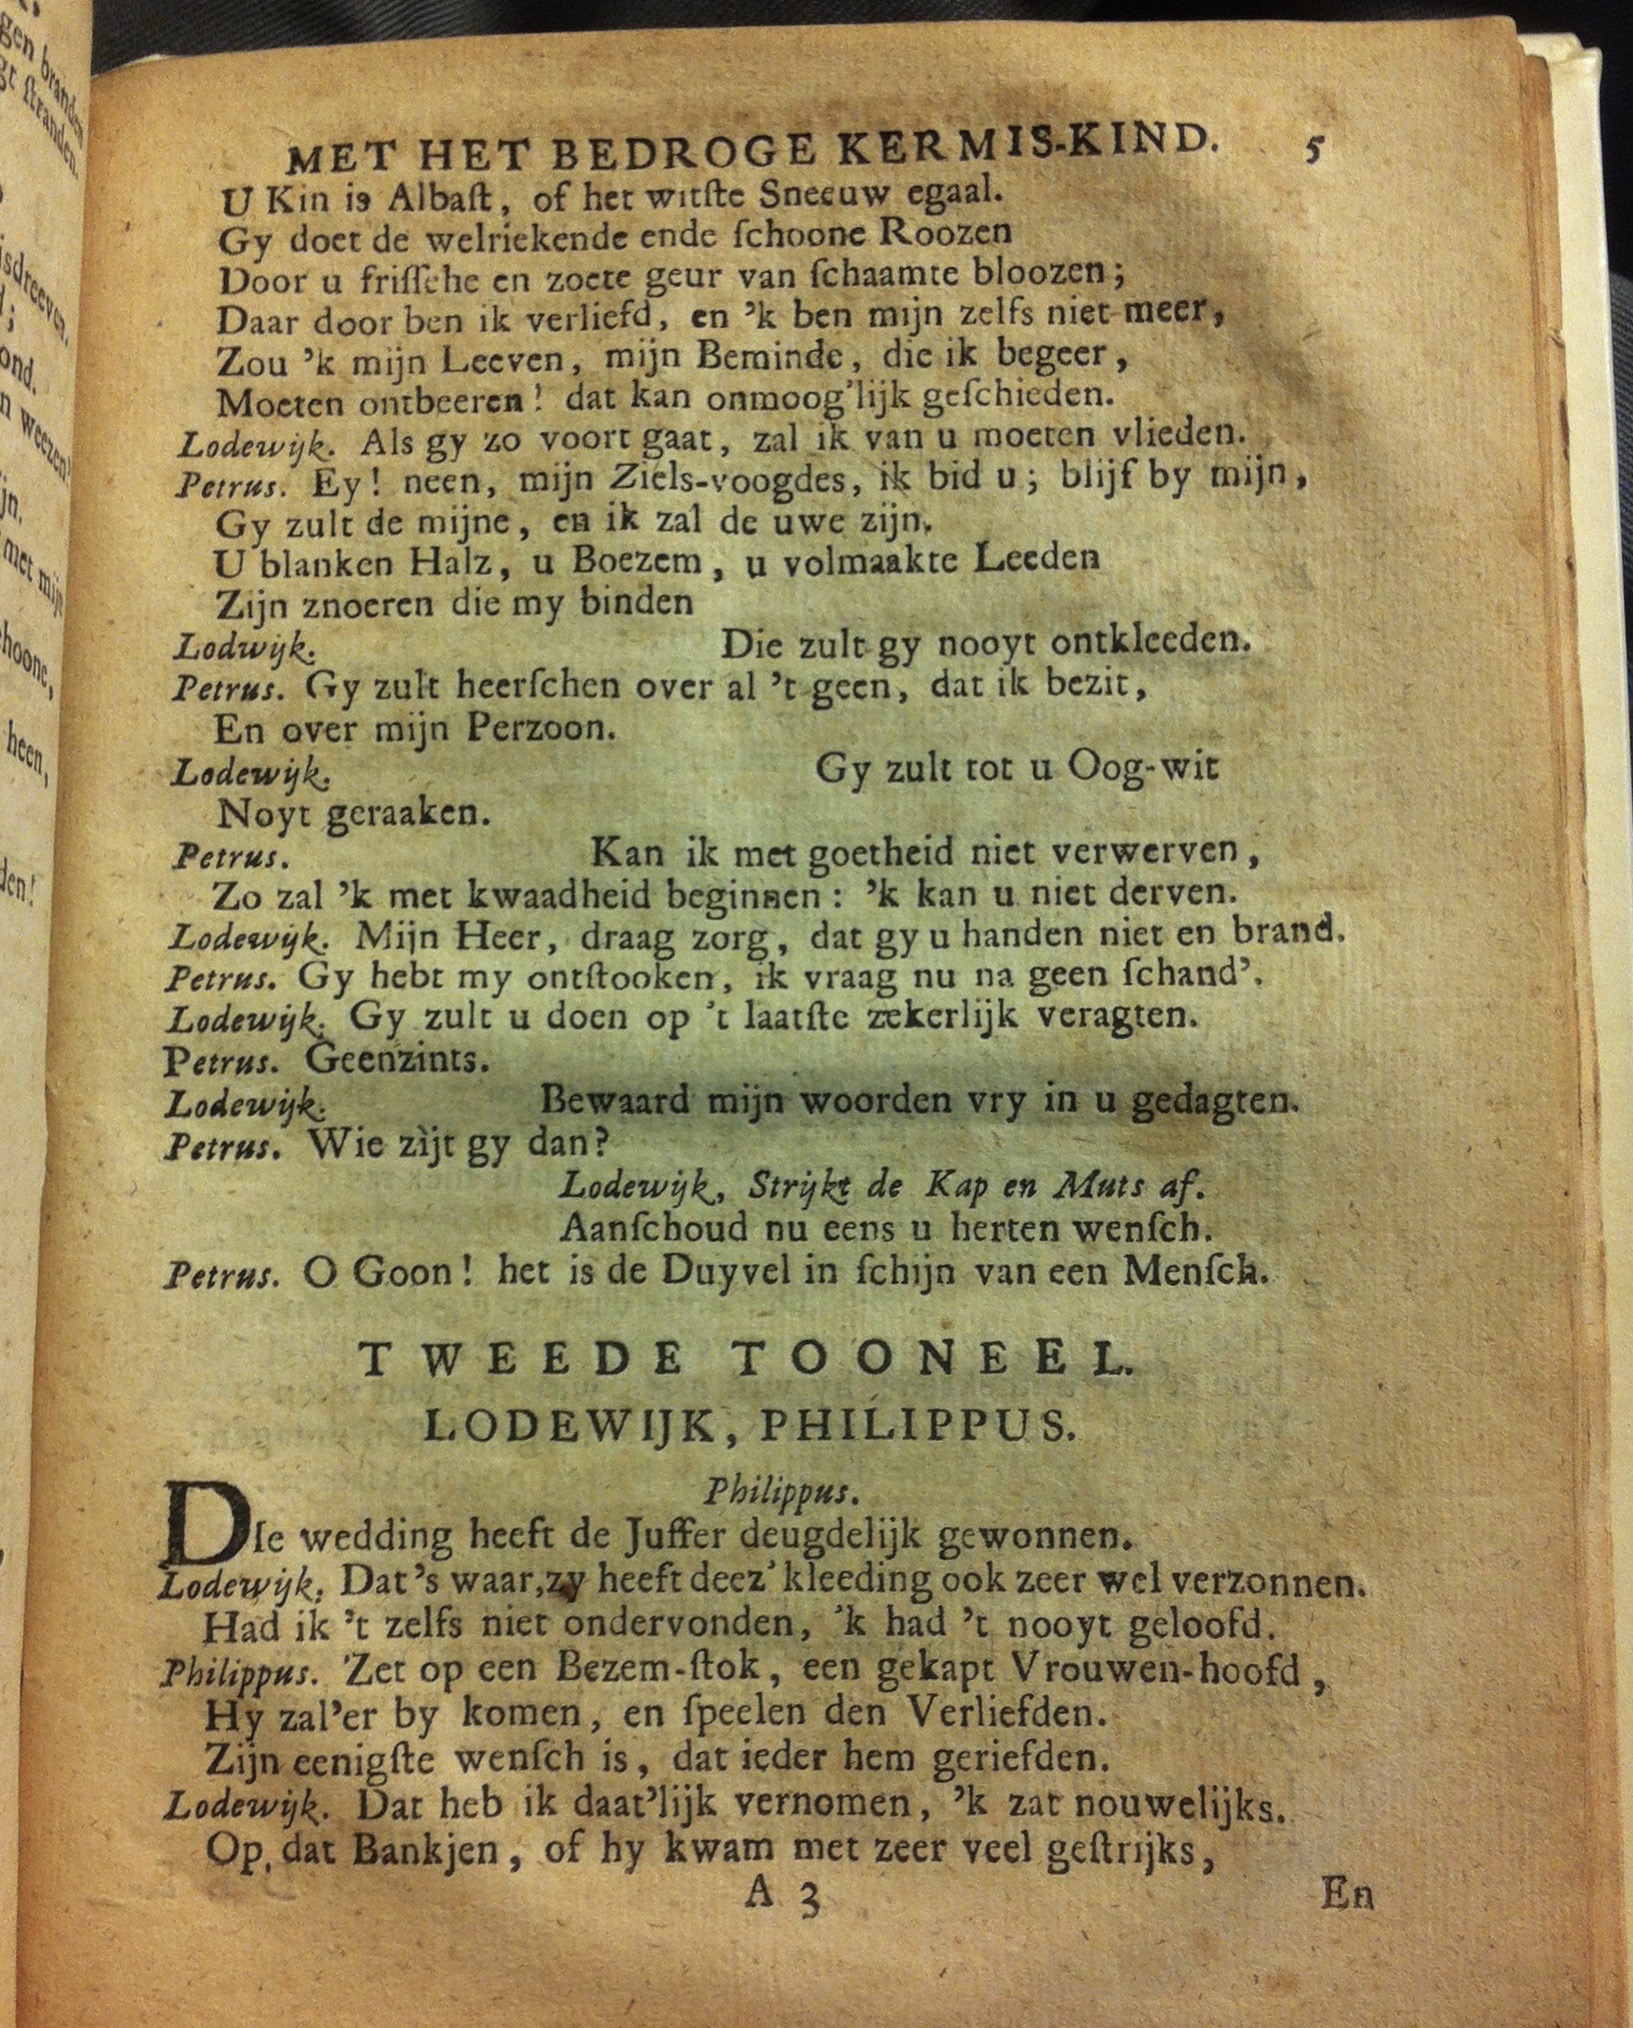 MET HET BEDROGE KERMIS-KIND. 5
U Kin is Albaſt, of het witſte Sneeuw egaal.
Gy doet de welriekende ende ſchoone Roozen
Door u friſſche en zoete geur van ſchaamte bloozen;
Daar door ben ik verliefd, en ’k ben mijn zelfs niet meer,
Zou ’k mijn Leeven, mijn Beminde, die ik begeer,
Moeten ontbeeren! dat kan onmoog’lijk geſchieden.
Lodewijk. Als gy zo voort gaat, zal ik van u moeten vlieden.
Petrus. Ey! neen, mijn Ziels-voogdes, ik bid u; blijf by mijn,
Gy zult de mijne, en ik zal de uwe zijn.
U blanken Halz, u Boezem, u volmaakte Leeden
Zijn znoeren die my binden
Lodwijk. Die zult gy nooyt ontkleeden.
Petrus. Gy zult heerſchen over al ’t geen, dat ik bezit,
En over mijn Perzoon.
Lodewijk. Gy zult tot u Oog-wit
Noyt geraaken.
Petrus. Kan ik met goetheid niet verwerven,
Zo zal ’k met kwaadheid beginnen: ’k kan u niet derven.
Lodewijk. Mijn Heer, draag zorg, dat gy u handen niet en brand.
Petrus. Gy hebt my ontſtooken, ik vraag nu na geen ſchand’.
Lodewijk. Gy zult u doen op ’t laatſte zekerlijk veragten.
Petrus. Geenzints.
Lodewijk. Bewaard mijn woorden vry in u gedagten.
Petrus. Wie zijt gy dan?
Lodewijk, Strijkt de Kap en Muts af.
Aanſchoud nu eens u herten wenſch.
Petrus. O Goon! het is de Duyvel in ſchijn van een Menſch.
TWEEDE TOONEEL.
LODEWIJK, PHILIPPUS.
Philippus.
DIe wedding heeft de Juffer deugdelijk gewonnen.
Lodewijk. Dat’s waar, zy heeft deez’ kleeding ook zeer wel verzonnen.
Had ik ’t zelfs niet ondervonden, ’k had ’t nooyt geloofd.
Philippus. Zet op een Bezem-ſtok, een gekapt Vrouwen-hoofd,
Hy zal’er by komen, en ſpeelen den Verliefden.
Zijn eenigſte wenſch is, dat ieder hem geriefden.
Lodewijk. Dat heb ik daat’lijk vernomen, ’k zat nouwelijks.
Op, dat Bankjen, of hy kwam met zeer veel geſtrijks,
A 3 En